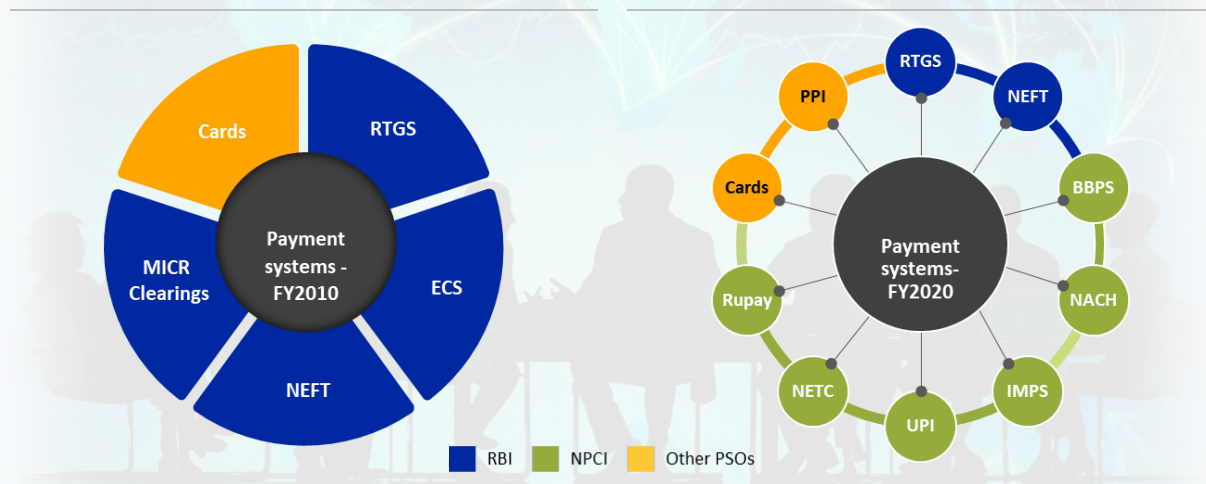 Cards
RTGS
MICR
Clearings
ECS
NEFT
Payment
systems -
FY2010
RTGS
NEFT
BBPS
NACH
IMPS
UPI
NETC
Rupay
Cards
PPI
Payment
systems-
FY2020
RBI
NPCI
Other PSOs